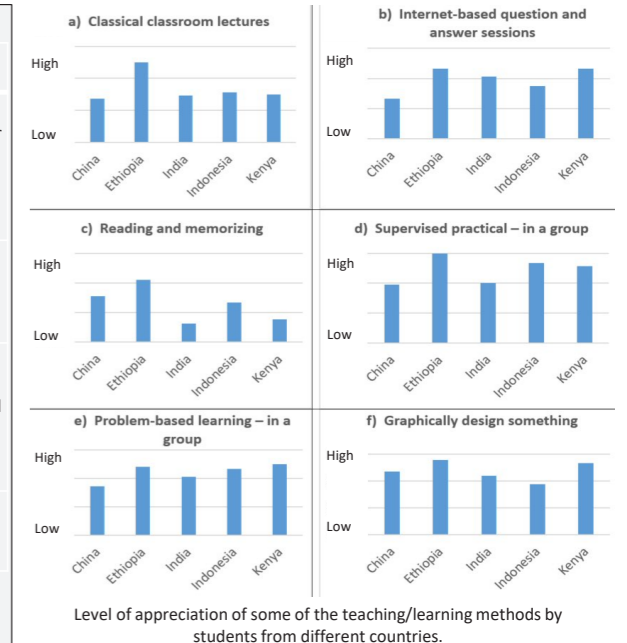 a) Classical classroom lectures
High
Low
China
Ethiopia
India
Indonesia
Kenya
b) Internet-based question and
answer sessions
High
Low
China
Ethiopia
India
Indonesia
Kenya
c) Reading and memorizing
High
Low
China
Ethiopia
India
Indonesia
Kenya
d) Supervised practical – in a group
High
Low
China
Ethiopia
India
Indonesia
Kenya
e) Problem-based learning – in a
group
High
Low
China
Ethiopia
India
Indonesia
Kenya
f) Graphically design something
High
Low
China
Ethiopia
India
Indonesia
Kenya
Level of appreciation of some of the teaching/learning methods by
students from different countries.